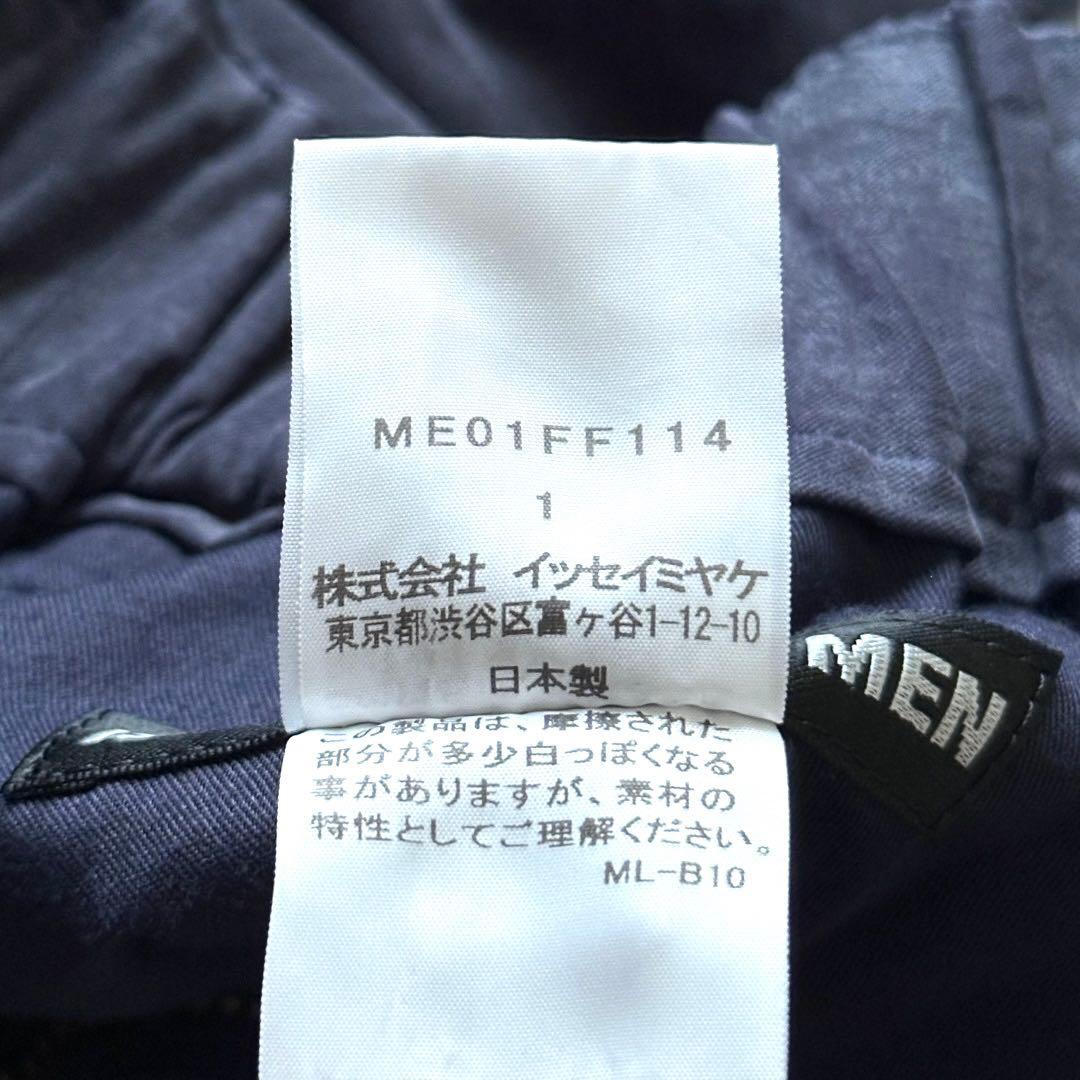 ME01FF114
1
株式会社 イッセイミヤケ
東京都渋谷区富ヶ谷1-12-10
日本製
この製品は、摩擦された
部分が多少白っぽくなる
事がありますが、素材の
特性としてご理解ください。
ML-B10
MEN